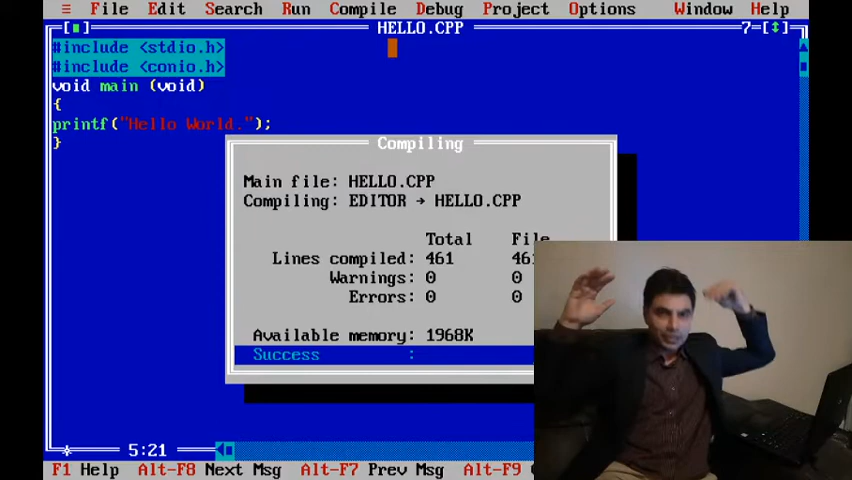 ≡ File Edit Search Run Compile Debug Project Options Window Help
[■] HELLO.CPP 7=[↕]
#include <stdio.h>
#include <conio.h>
void main (void)
{
printf("Hello World.");
}
Compiling
Main file: HELLO.CPP
Compiling: EDITOR → HELLO.CPP
Total File
Lines compiled: 461 461
Warnings: 0 0
Errors: 0 0
Available memory: 1968K
Success :
5:21
F1 Help Alt-F8 Next Msg Alt-F7 Prev Msg Alt-F9